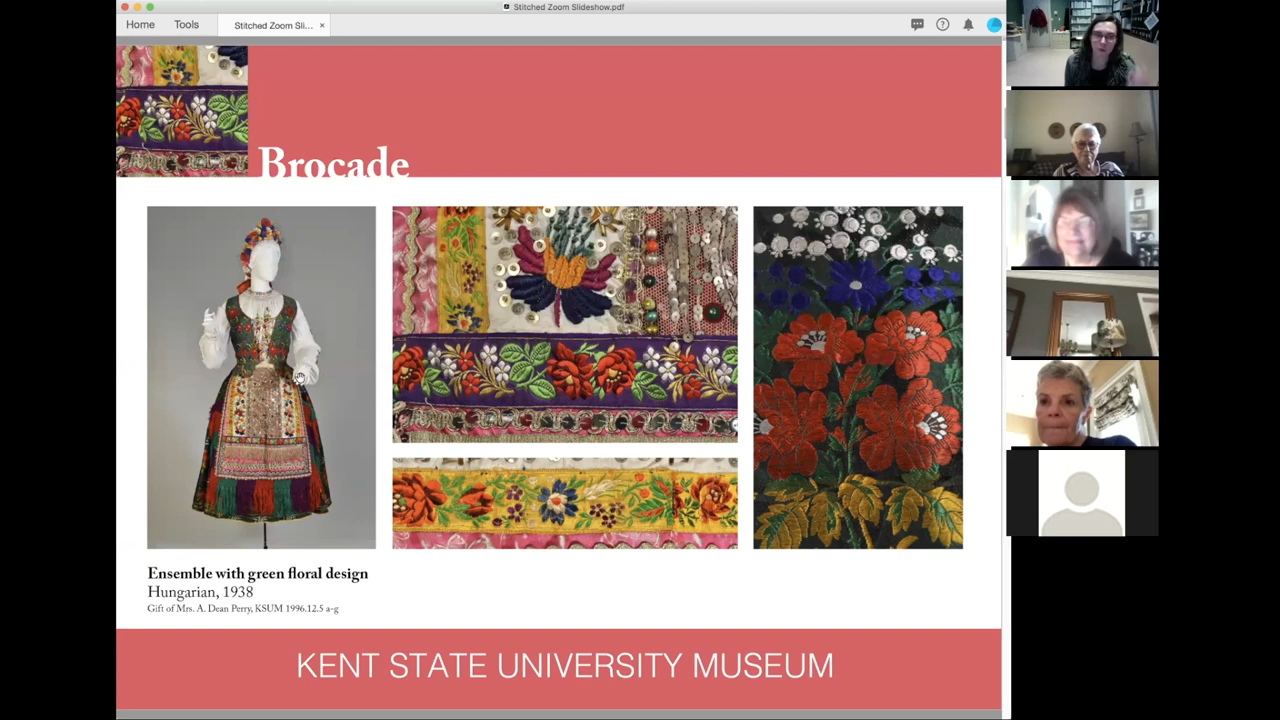 Stitched Zoom Slideshow.pdf
Home Tools Stitched Zoom Sli... ×
Brocade
Ensemble with green floral design
Hungarian, 1938
Gift of Mrs. A. Dean Perry, KSUM 1996.12.5 a-g
KENT STATE UNIVERSITY MUSEUM